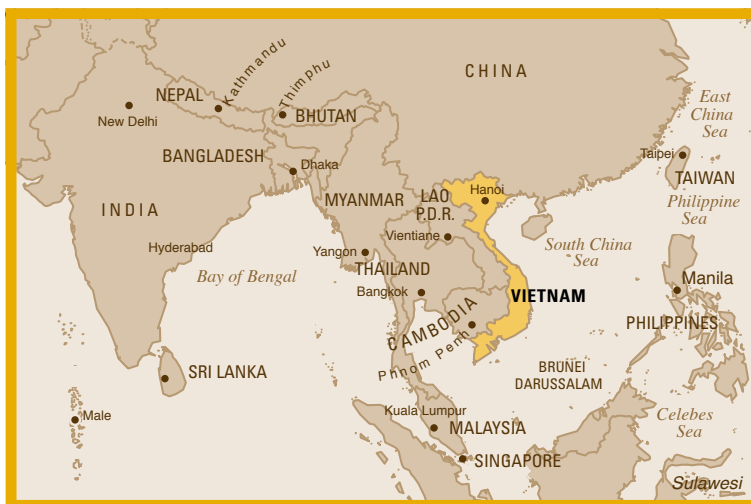 CHINA
East
China
Sea
NEPAL
Kathmandu
Thimphu
New Delhi
BHUTAN
BANGLADESH
Dhaka
Taipei
TAIWAN
INDIA
MYANMAR
LAO
P.D.R.
Hanoi
Philippine
Sea
Hyderabad
Vientiane
Yangon
South China
Sea
Bay of Bengal
THAILAND
Manila
Bangkok
VIETNAM
CAMBODIA
PHILIPPINES
Phnom Penh
SRI LANKA
BRUNEI
DARUSSALAM
Male
Kuala Lumpur
MALAYSIA
Celebes
Sea
SINGAPORE
Sulawesi